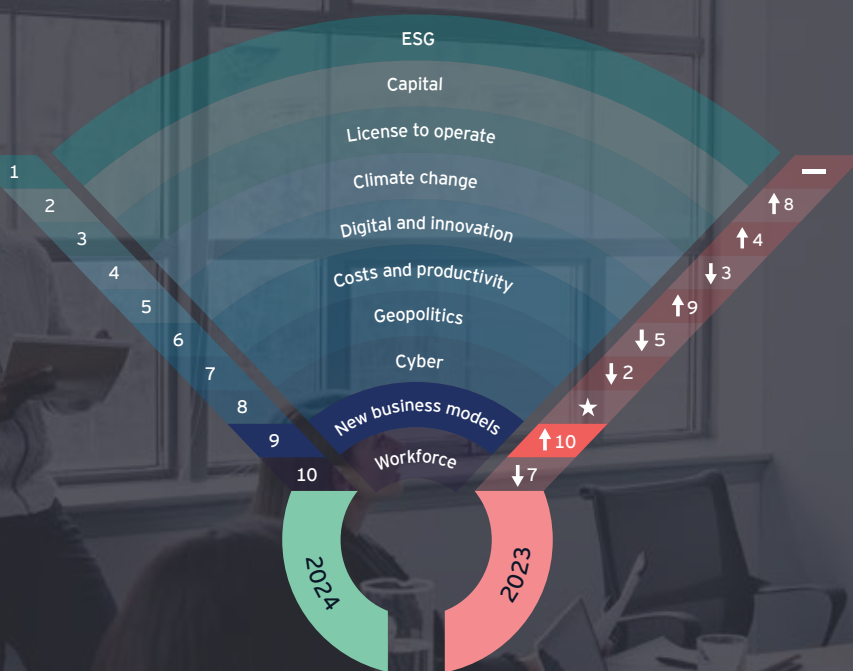 ESG
Capital
License to operate
Climate change
Digital and innovation
Costs and productivity
Geopolitics
Cyber
New business models
Workforce
1
2
3
4
5
6
7
8
9
10
—
↑8
↑4
↓3
↑9
↓5
↓2
★
↑10
↓7
2024
2023